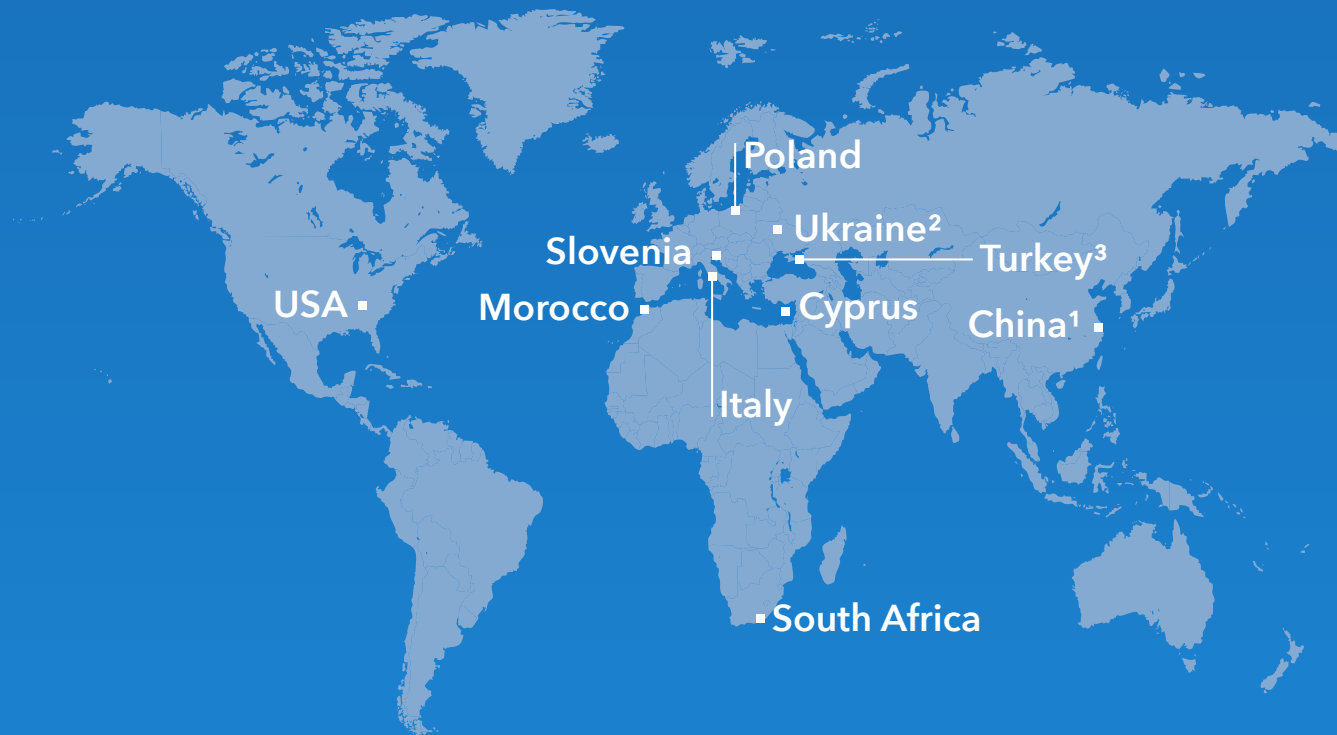 Poland
Ukraine²
Slovenia
Turkey³
USA
Morocco
Cyprus
China¹
Italy
South Africa